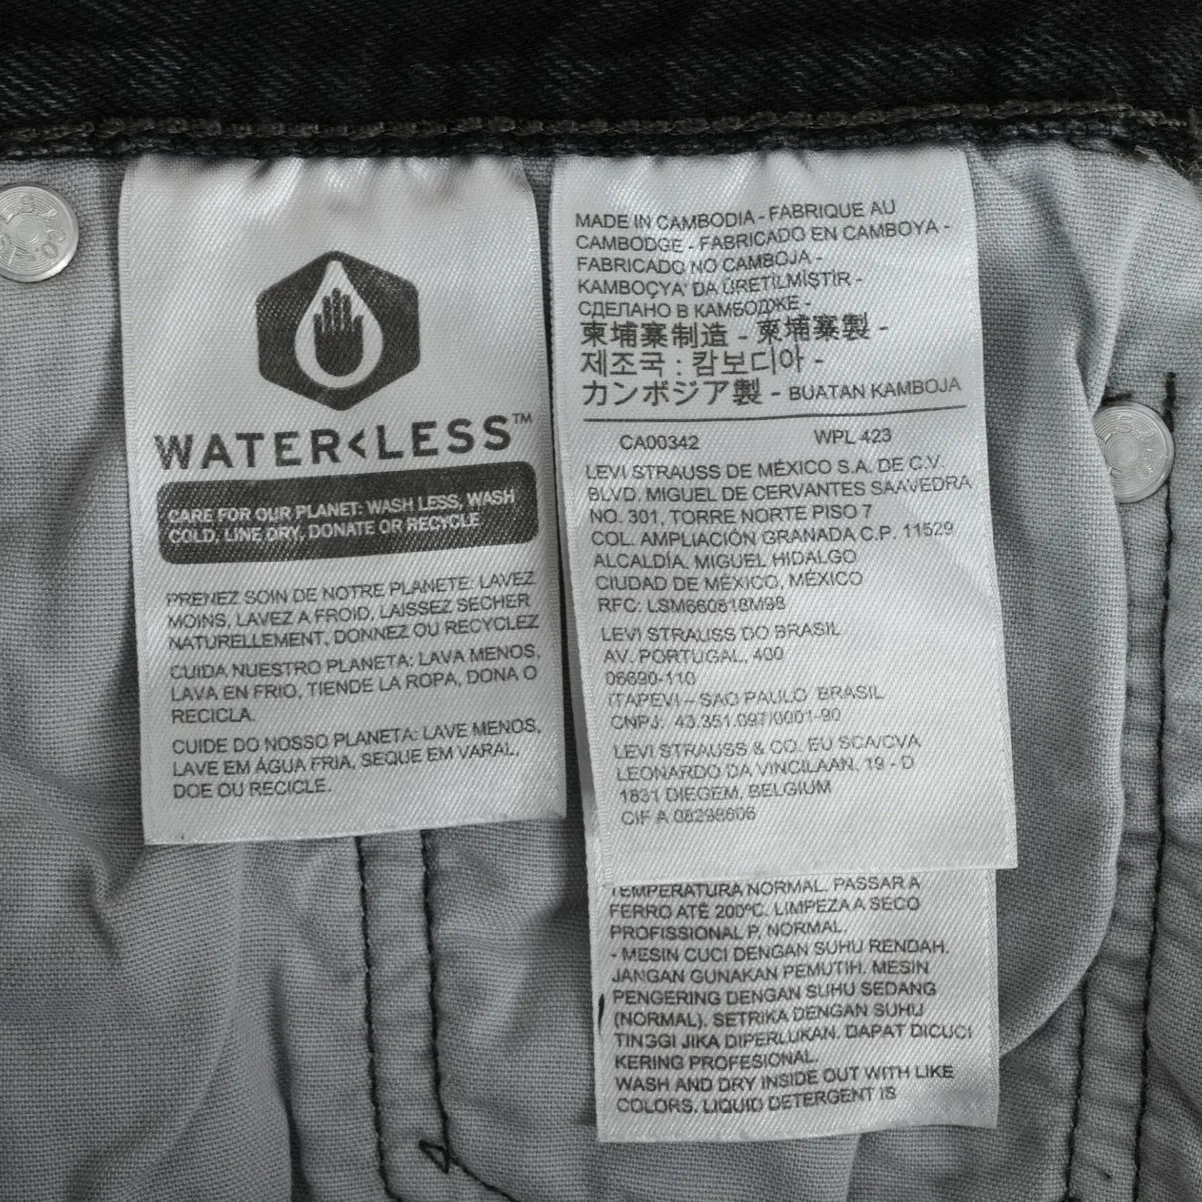 WATER<LESS™
CARE FOR OUR PLANET: WASH LESS, WASH
COLD, LINE DRY, DONATE OR RECYCLE
PRENEZ SOIN DE NOTRE PLANETE: LAVEZ
MOINS, LAVEZ A FROID, LAISSEZ SECHER
NATURELLEMENT, DONNEZ OU RECYCLEZ
CUIDA NUESTRO PLANETA: LAVA MENOS,
LAVA EN FRIO, TIENDE LA ROPA, DONA O
RECICLA.
CUIDE DO NOSSO PLANETA: LAVE MENOS,
LAVE EM ÁGUA FRIA, SEQUE EM VARAL,
DOE OU RECICLE.
MADE IN CAMBODIA - FABRIQUE AU
CAMBODGE - FABRICADO EN CAMBOYA -
FABRICADO NO CAMBOJA -
KAMBOÇYA' DA ÜRETİLMİŞTİR -
СДЕЛАНО В КАМБОДЖЕ -
柬埔寨制造 - 柬埔寨製 -
제조국 : 캄보디아 -
カンボジア製 - BUATAN KAMBOJA
CA00342 WPL 423
LEVI STRAUSS DE MÉXICO S.A. DE C.V.
BLVD. MIGUEL DE CERVANTES SAAVEDRA
NO. 301, TORRE NORTE PISO 7
COL. AMPLIACIÓN GRANADA C.P. 11529
ALCALDÍA, MIGUEL HIDALGO
CIUDAD DE MÉXICO, MÉXICO
RFC: LSM660818M98
LEVI STRAUSS DO BRASIL
AV. PORTUGAL, 400
06690-110
ITAPEVI – SAO PAULO BRASIL
CNPJ: 43.351.097/0001-90
LEVI STRAUSS & CO. EU SCA/CVA
LEONARDO DA VINCILAAN, 19 - D
1831 DIEGEM, BELGIUM
CIF A 08298606
TEMPERATURA NORMAL. PASSAR A
FERRO ATÉ 200ºC. LIMPEZA A SECO
PROFISSIONAL P, NORMAL.
- MESIN CUCI DENGAN SUHU RENDAH.
JANGAN GUNAKAN PEMUTIH. MESIN
PENGERING DENGAN SUHU SEDANG
(NORMAL). SETRIKA DENGAN SUHU
TINGGI JIKA DIPERLUKAN. DAPAT DICUCI
KERING PROFESIONAL.
WASH AND DRY INSIDE OUT WITH LIKE
COLORS. LIQUID DETERGENT IS